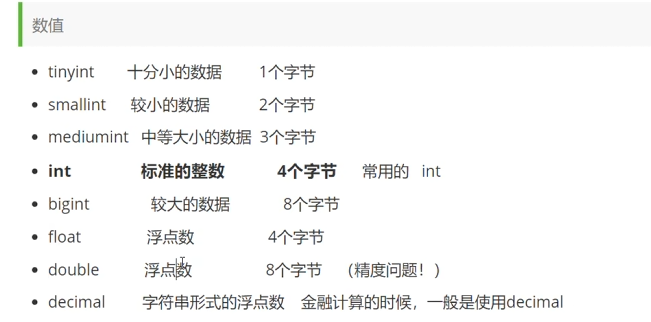 数值
tinyint 十分小的数据 1个字节
smallint 较小的数据 2个字节
mediumint 中等大小的数据 3个字节
int 标准的整数 4个字节 常用的 int
bigint 较大的数据 8个字节
float 浮点数 4个字节
double 浮点数 8个字节 （精度问题！）
decimal 字符串形式的浮点数 金融计算的时候，一般是使用decimal